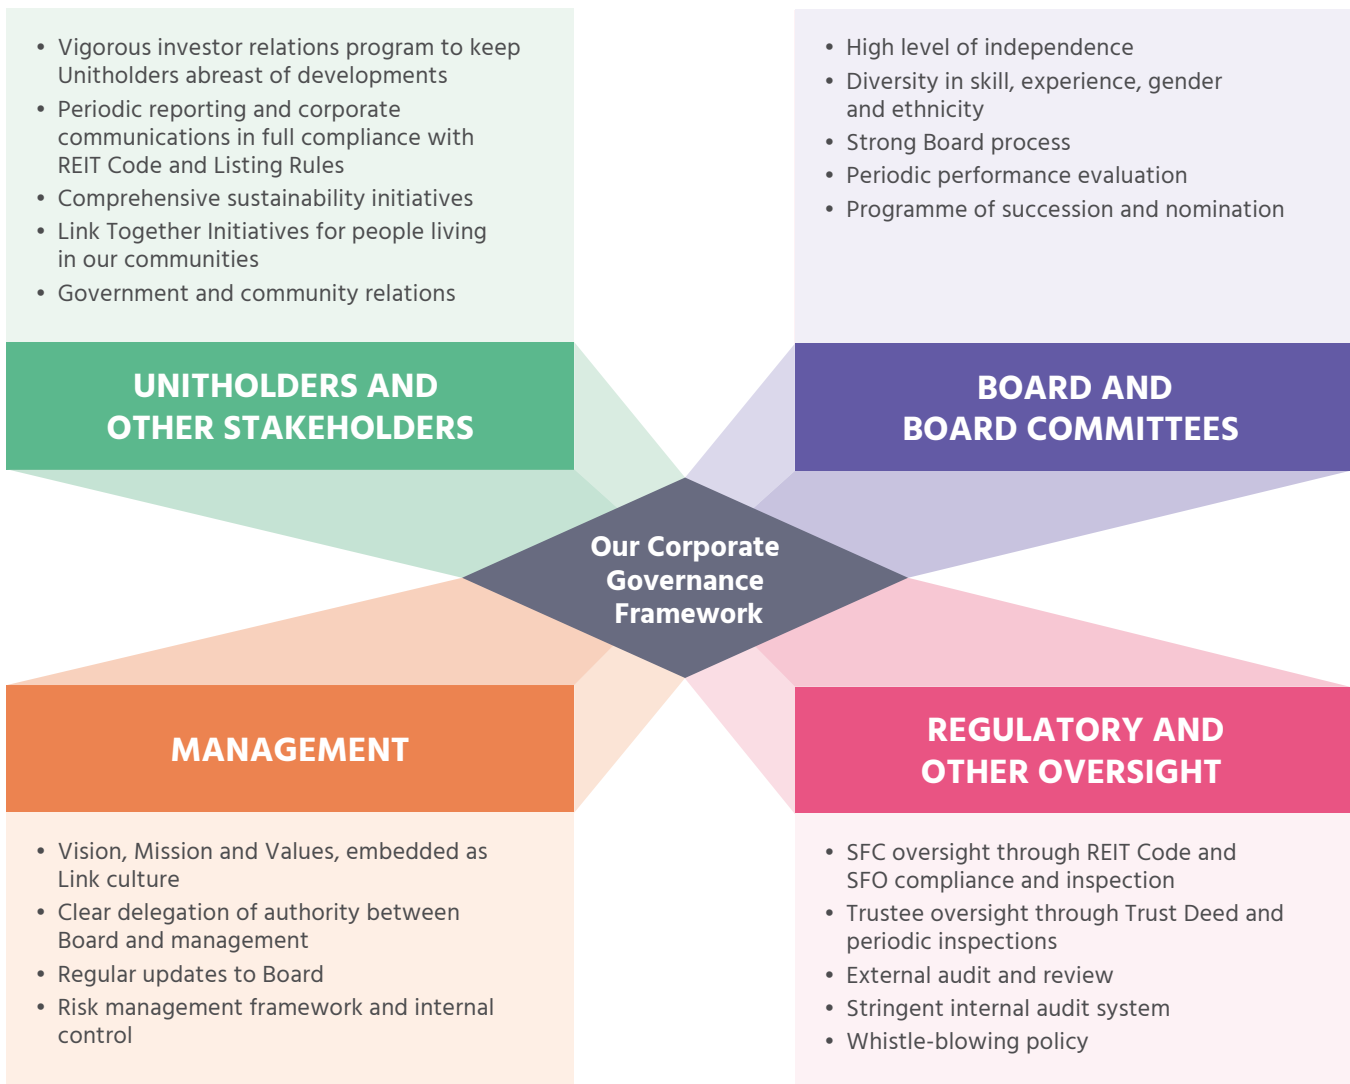 • Vigorous investor relations program to keep
Unitholders abreast of developments
• Periodic reporting and corporate
communications in full compliance with
REIT Code and Listing Rules
• Comprehensive sustainability initiatives
• Link Together Initiatives for people living
in our communities
• Government and community relations
UNITHOLDERS AND
OTHER STAKEHOLDERS
• High level of independence
• Diversity in skill, experience, gender
and ethnicity
• Strong Board process
• Periodic performance evaluation
• Programme of succession and nomination
BOARD AND
BOARD COMMITTEES
Our Corporate
Governance
Framework
MANAGEMENT
• Vision, Mission and Values, embedded as
Link culture
• Clear delegation of authority between
Board and management
• Regular updates to Board
• Risk management framework and internal
control
REGULATORY AND
OTHER OVERSIGHT
• SFC oversight through REIT Code and
SFO compliance and inspection
• Trustee oversight through Trust Deed and
periodic inspections
• External audit and review
• Stringent internal audit system
• Whistle-blowing policy